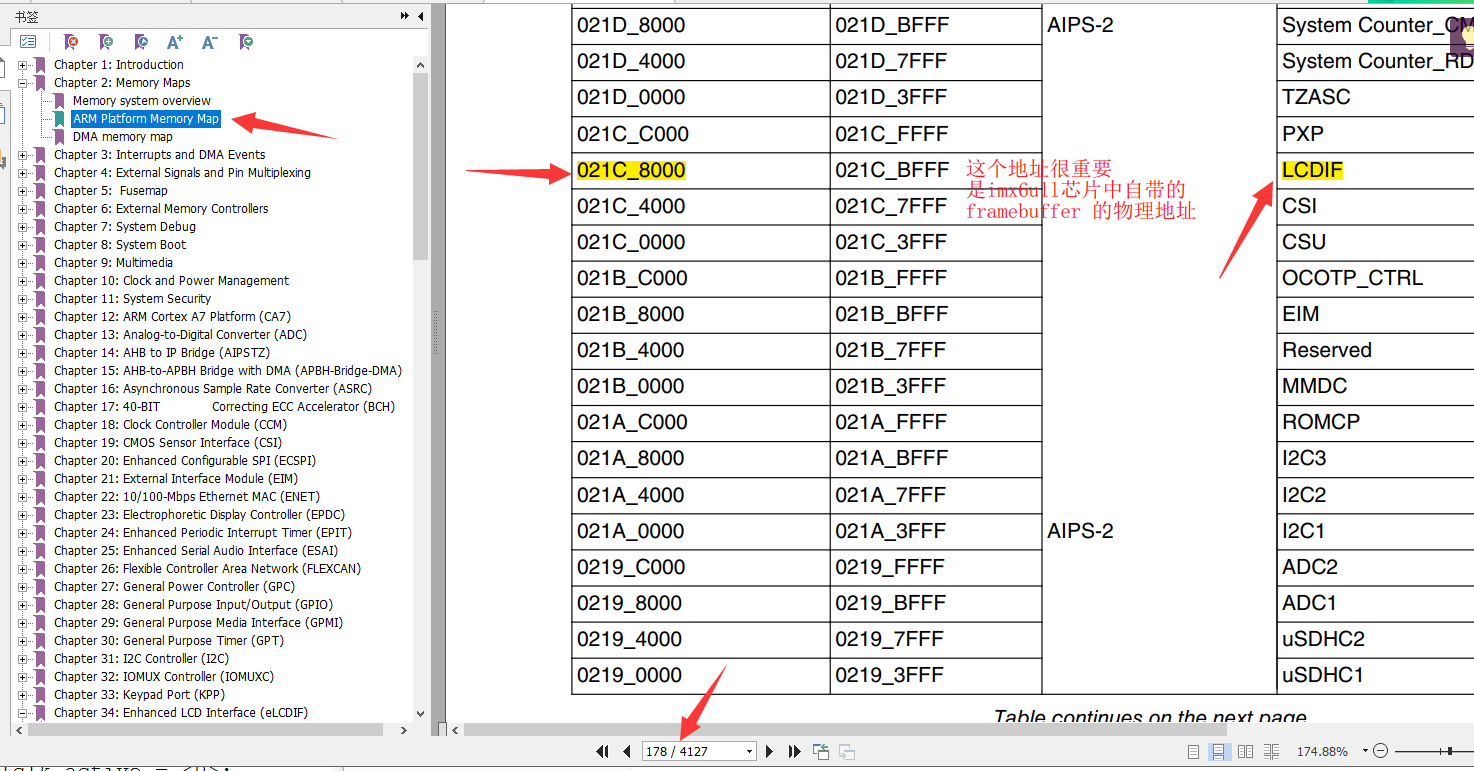 书签
Chapter 1: Introduction
Chapter 2: Memory Maps
Memory system overview
ARM Platform Memory Map
DMA memory map
Chapter 3: Interrupts and DMA Events
Chapter 4: External Signals and Pin Multiplexing
Chapter 5: Fusemap
Chapter 6: External Memory Controllers
Chapter 7: System Debug
Chapter 8: System Boot
Chapter 9: Multimedia
Chapter 10: Clock and Power Management
Chapter 11: System Security
Chapter 12: ARM Cortex A7 Platform (CA7)
Chapter 13: Analog-to-Digital Converter (ADC)
Chapter 14: AHB to IP Bridge (AIPSTZ)
Chapter 15: AHB-to-APBH Bridge with DMA (APBH-Bridge-DMA)
Chapter 16: Asynchronous Sample Rate Converter (ASRC)
Chapter 17: 40-BIT Correcting ECC Accelerator (BCH)
Chapter 18: Clock Controller Module (CCM)
Chapter 19: CMOS Sensor Interface (CSI)
Chapter 20: Enhanced Configurable SPI (ECSPI)
Chapter 21: External Interface Module (EIM)
Chapter 22: 10/100-Mbps Ethernet MAC (ENET)
Chapter 23: Electrophoretic Display Controller (EPDC)
Chapter 24: Enhanced Periodic Interrupt Timer (EPIT)
Chapter 25: Enhanced Serial Audio Interface (ESAI)
Chapter 26: Flexible Controller Area Network (FLEXCAN)
Chapter 27: General Power Controller (GPC)
Chapter 28: General Purpose Input/Output (GPIO)
Chapter 29: General Purpose Media Interface (GPMI)
Chapter 30: General Purpose Timer (GPT)
Chapter 31: I2C Controller (I2C)
Chapter 32: IOMUX Controller (IOMUXC)
Chapter 33: Keypad Port (KPP)
Chapter 34: Enhanced LCD Interface (eLCDIF)
021D_8000 021D_BFFF AIPS-2 System Counter_CM
021D_4000 021D_7FFF System Counter_RD
021D_0000 021D_3FFF TZASC
021C_C000 021C_FFFF PXP
021C_8000 021C_BFFF LCDIF
这个地址很重要
是imx6ull芯片中自带的
framebuffer 的物理地址
021C_4000 021C_7FFF CSI
021C_0000 021C_3FFF CSU
021B_C000 021B_FFFF OCOTP_CTRL
021B_8000 021B_BFFF EIM
021B_4000 021B_7FFF Reserved
021B_0000 021B_3FFF MMDC
021A_C000 021A_FFFF ROMCP
021A_8000 021A_BFFF I2C3
021A_4000 021A_7FFF I2C2
021A_0000 021A_3FFF AIPS-2 I2C1
0219_C000 0219_FFFF ADC2
0219_8000 0219_BFFF ADC1
0219_4000 0219_7FFF uSDHC2
0219_0000 0219_3FFF uSDHC1
Table continues on the next page
178 / 4127
174.88%